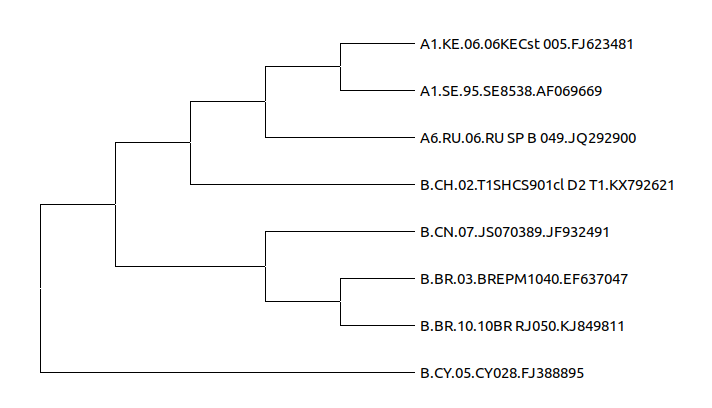 A1.KE.06.06KECst 005.FJ623481
A1.SE.95.SE8538.AF069669
A6.RU.06.RU SP B 049.JQ292900
B.CH.02.T1SHCS901cl D2 T1.KX792621
B.CN.07.JS070389.JF932491
B.BR.03.BREPM1040.EF637047
B.BR.10.10BR RJ050.KJ849811
B.CY.05.CY028.FJ388895